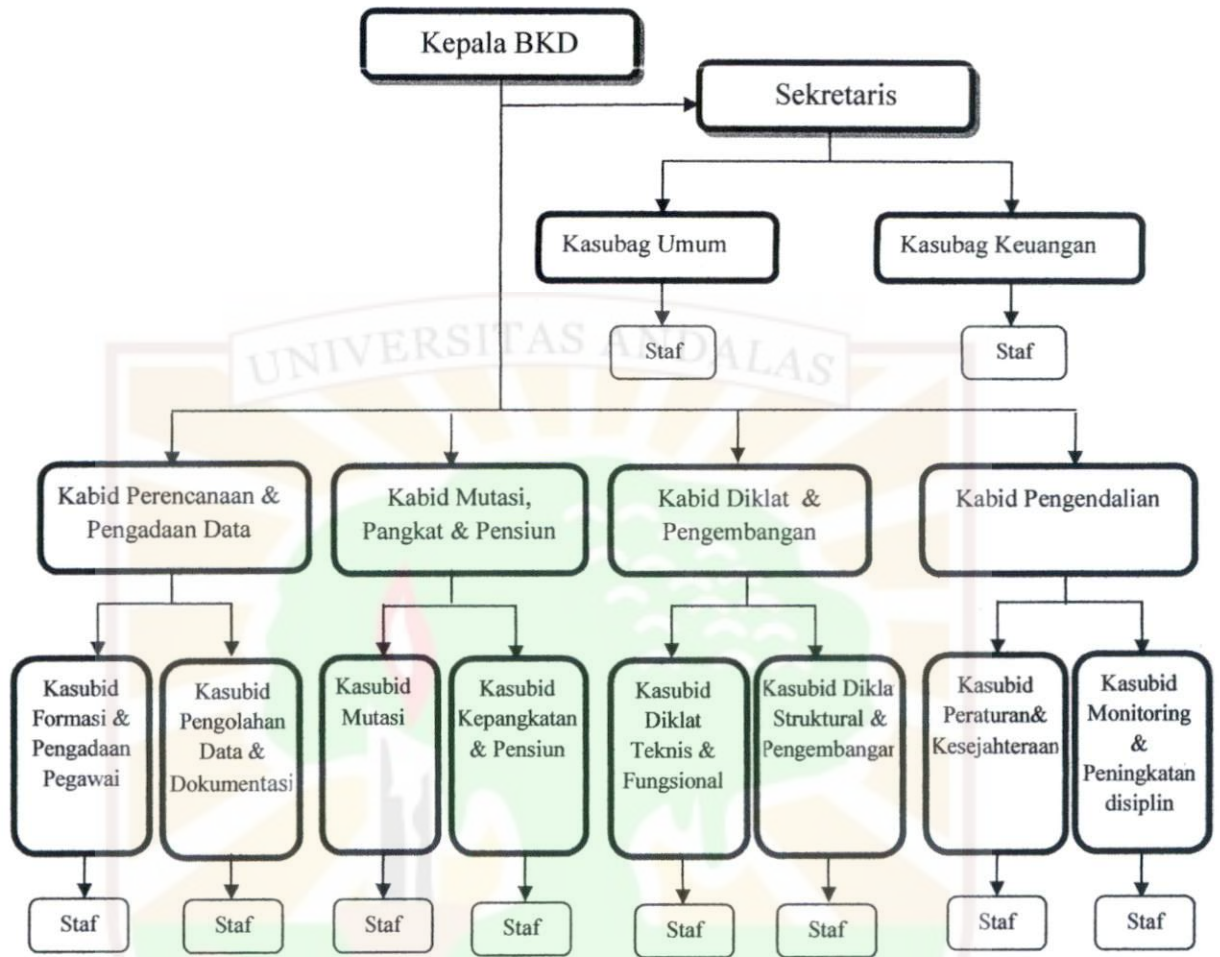 Kepala BKD
Sekretaris
Kasubag Umum
Kasubag Keuangan
Staf
Staf
UNIVERSITAS ANDALAS
Kabid Perencanaan &
Pengadaan Data
Kabid Mutasi,
Pangkat & Pensiun
Kabid Diklat &
Pengembangan
Kabid Pengendalian
Kasubid
Formasi &
Pengadaan
Pegawai
Kasubid
Pengolahan
Data &
Dokumentasi
Kasubid
Mutasi
Kasubid
Kepangkatan
& Pensiun
Kasubid
Diklat
Teknis &
Fungsional
Kasubid Dikla
Struktural &
Pengembangan
Kasubid
Peraturan&
Kesejahteraan
Kasubid
Monitoring
&
Peningkatan
disiplin
Staf
Staf
Staf
Staf
Staf
Staf
Staf
Staf